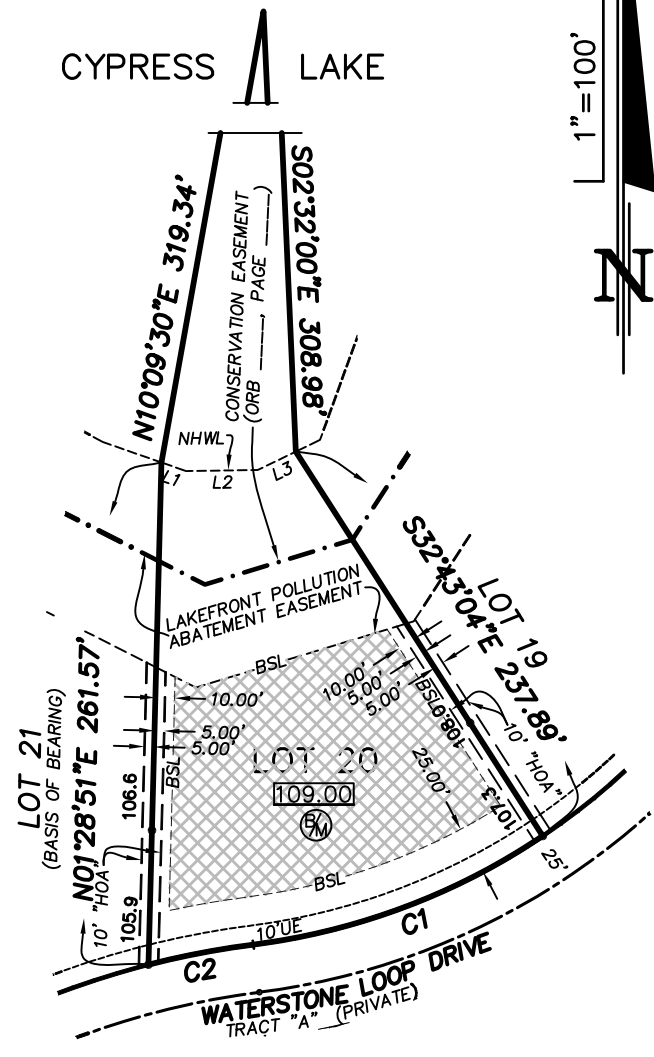 CYPRESS LAKE
1"=100'
N
N10°09'30"E 319.34'
S02°32'00"E 308.98'
CONSERVATION EASEMENT
(ORB ______, PAGE ______)
NHWL
L1
L2
L3
S32°43'04"E 237.89'
LOT 19
LAKEFRONT POLLUTION
ABATEMENT EASEMENT
BSL
10.00'
5.00'
5.00'
10.00'
5.00'
5.00'
BSL
BSL
108.0
107.3
10' "HOA"
25.00'
LOT 21
(BASIS OF BEARING)
N01°28'51"E 261.57'
106.6
105.9
10' "HOA"
LOT 20
109.00
B/M
BSL
10'UE
C1
C2
25'
WATERSTONE LOOP DRIVE
TRACT "A" (PRIVATE)